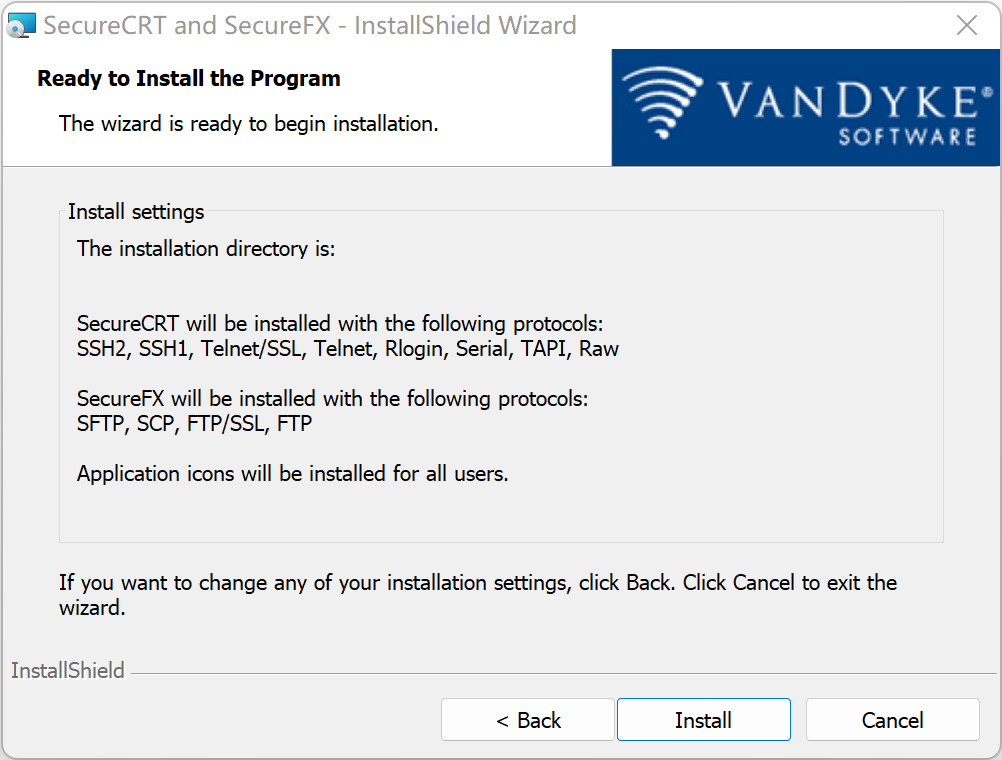 SecureCRT and SecureFX - InstallShield Wizard
Ready to Install the Program
The wizard is ready to begin installation.
VANDYKE®
SOFTWARE
Install settings
The installation directory is:
SecureCRT will be installed with the following protocols:
SSH2, SSH1, Telnet/SSL, Telnet, Rlogin, Serial, TAPI, Raw
SecureFX will be installed with the following protocols:
SFTP, SCP, FTP/SSL, FTP
Application icons will be installed for all users.
If you want to change any of your installation settings, click Back. Click Cancel to exit the
wizard.
InstallShield
< Back
Install
Cancel